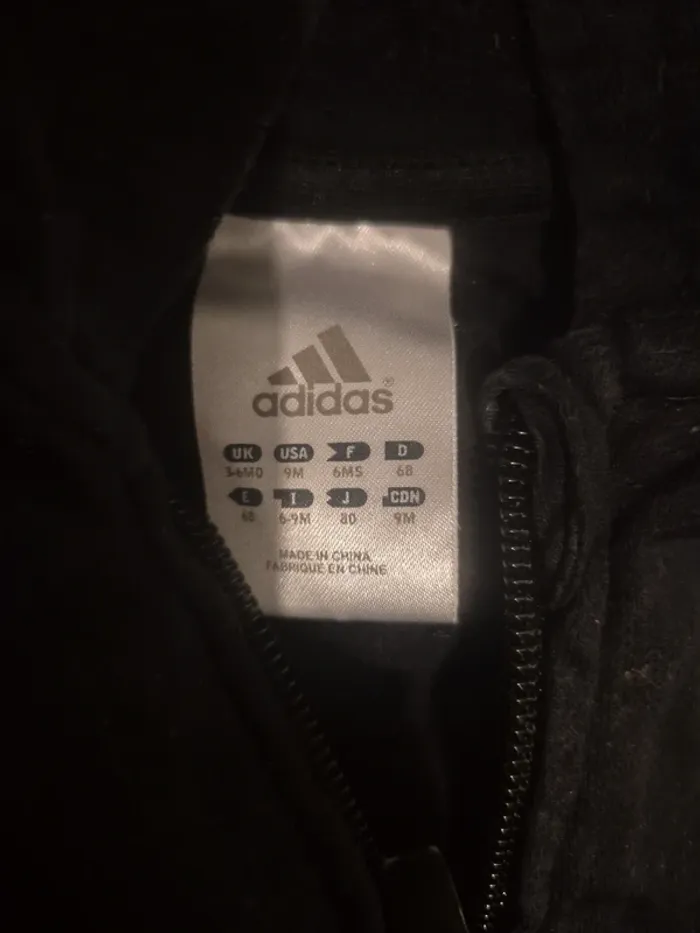 adidas®
UK USA F D
3-6MO 9M 6MS 68
E I J CDN
68 6-9M 80 9M
MADE IN CHINA
FABRIQUÉ EN CHINE